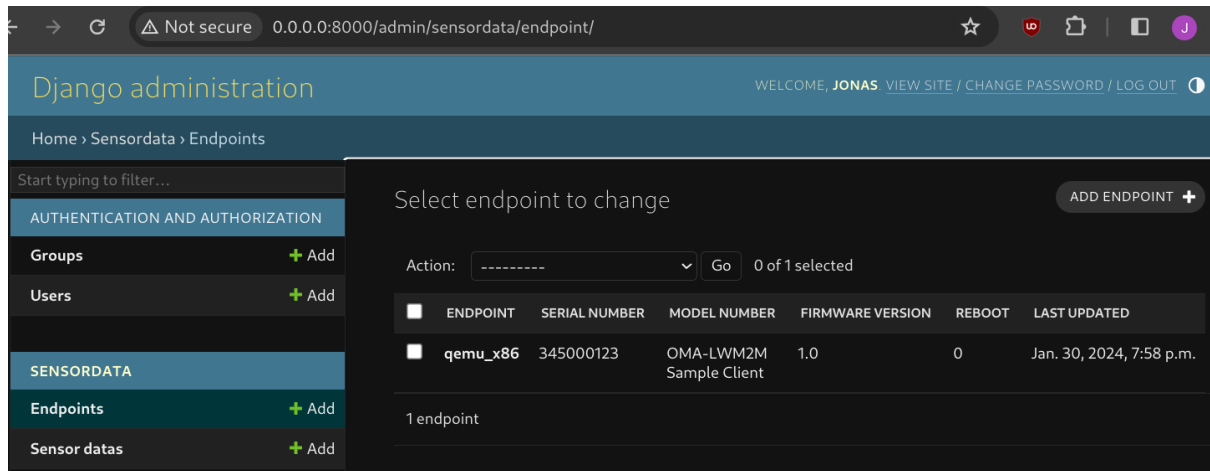 Not secure 0.0.0.0:8000/admin/sensordata/endpoint/
J
Django administration
WELCOME, JONAS. VIEW SITE / CHANGE PASSWORD / LOG OUT
Home › Sensordata › Endpoints
Start typing to filter...
AUTHENTICATION AND AUTHORIZATION
Groups + Add
Users + Add
SENSORDATA
Endpoints + Add
Sensor datas + Add
Select endpoint to change
ADD ENDPOINT +
Action: --------- Go 0 of 1 selected
ENDPOINT SERIAL NUMBER MODEL NUMBER FIRMWARE VERSION REBOOT LAST UPDATED
qemu_x86 345000123 OMA-LWM2M 1.0 0 Jan. 30, 2024, 7:58 p.m.
Sample Client
1 endpoint